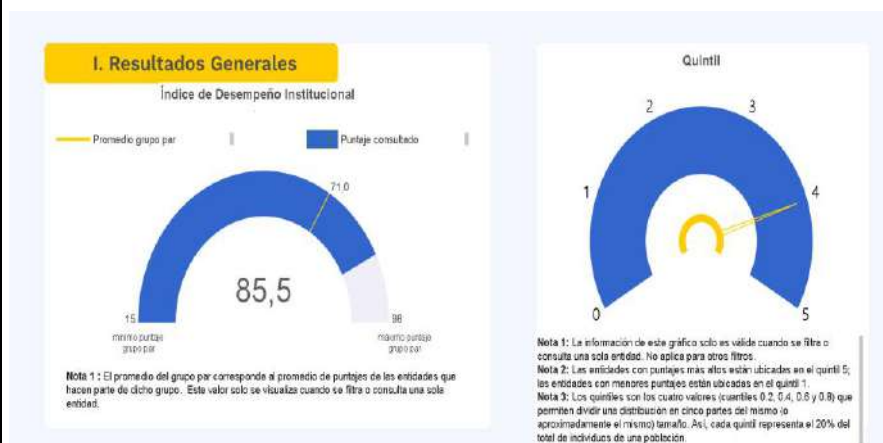 I. Resultados Generales
Índice de Desempeño Institucional
Promedio grupo par
Puntaje consultado
71,0
85,5
15
98
mínimo puntaje
grupo par
máximo puntaje
grupo par
Nota 1 : El promedio del grupo par corresponde al promedio de puntajes de las entidades que
hacen parte de dicho grupo. Este valor solo se visualiza cuando se filtra o consulta una sola
entidad.
Quintil
2
3
1
4
0
5
Nota 1: La información de este gráfico solo es válida cuando se filtra o
consulta una sola entidad. No aplica para otros filtros.
Nota 2: Las entidades con puntajes más altos están ubicadas en el quintil 5;
las entidades con menores puntajes están ubicadas en el quintil 1.
Nota 3: Los quintiles son los cuatro valores (cuantiles 0.2, 0.4, 0.6 y 0.8) que
permiten dividir una distribución en cinco partes del mismo (o
aproximadamente el mismo) tamaño. Así, cada quintil representa el 20% del
total de individuos de una población.